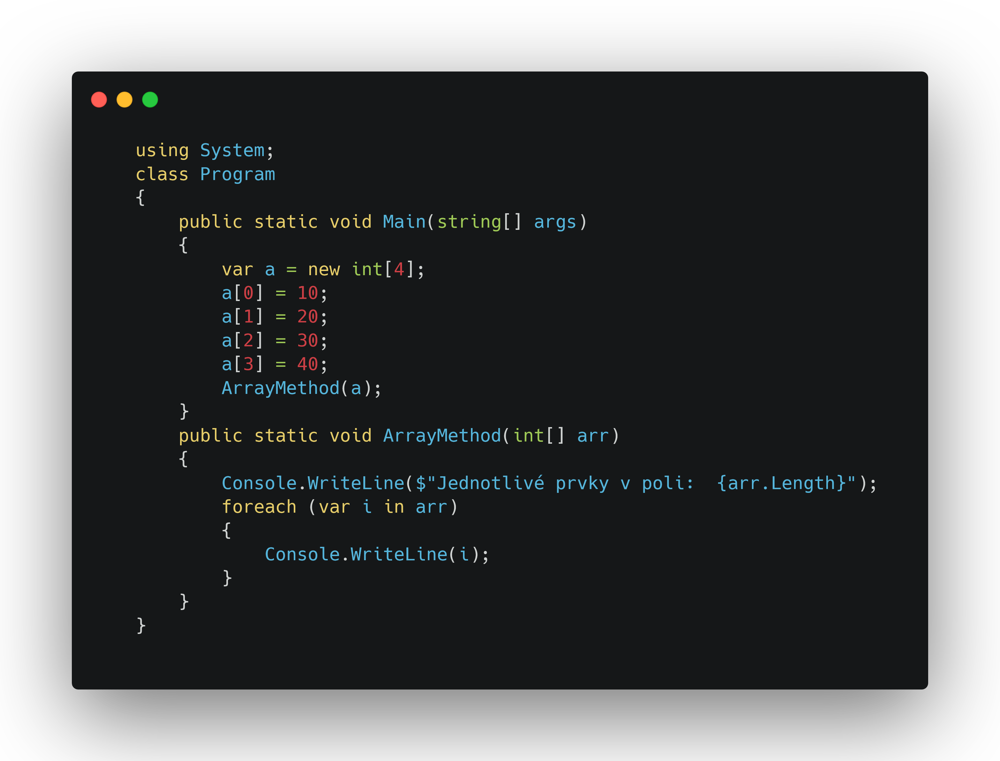 using System;
class Program
{
    public static void Main(string[] args)
    {
        var a = new int[4];
        a[0] = 10;
        a[1] = 20;
        a[2] = 30;
        a[3] = 40;
        ArrayMethod(a);
    }
    public static void ArrayMethod(int[] arr)
    {
        Console.WriteLine($"Jednotlivé prvky v poli:  {arr.Length}");
        foreach (var i in arr)
        {
            Console.WriteLine(i);
        }
    }
}